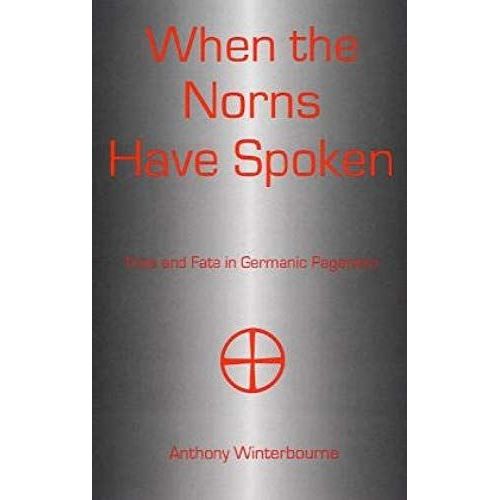 When the
Norns
Have Spoken
Time and Fate in Germanic Paganism
Anthony Winterbourne